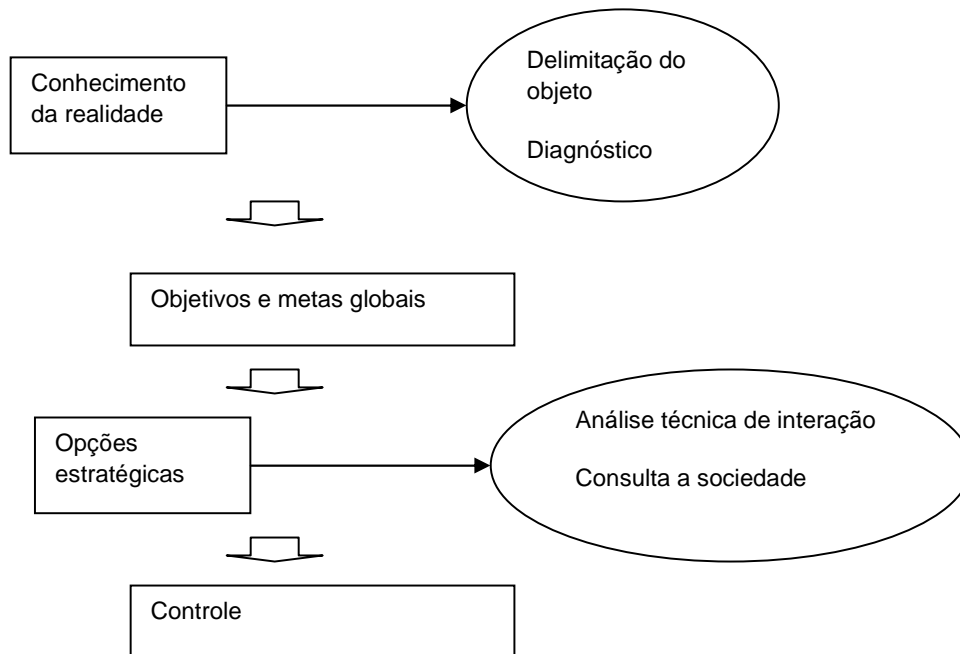 Conhecimento
da realidade
Delimitação do
objeto
Diagnóstico
Objetivos e metas globais
Opções
estratégicas
Análise técnica de interação
Consulta a sociedade
Controle